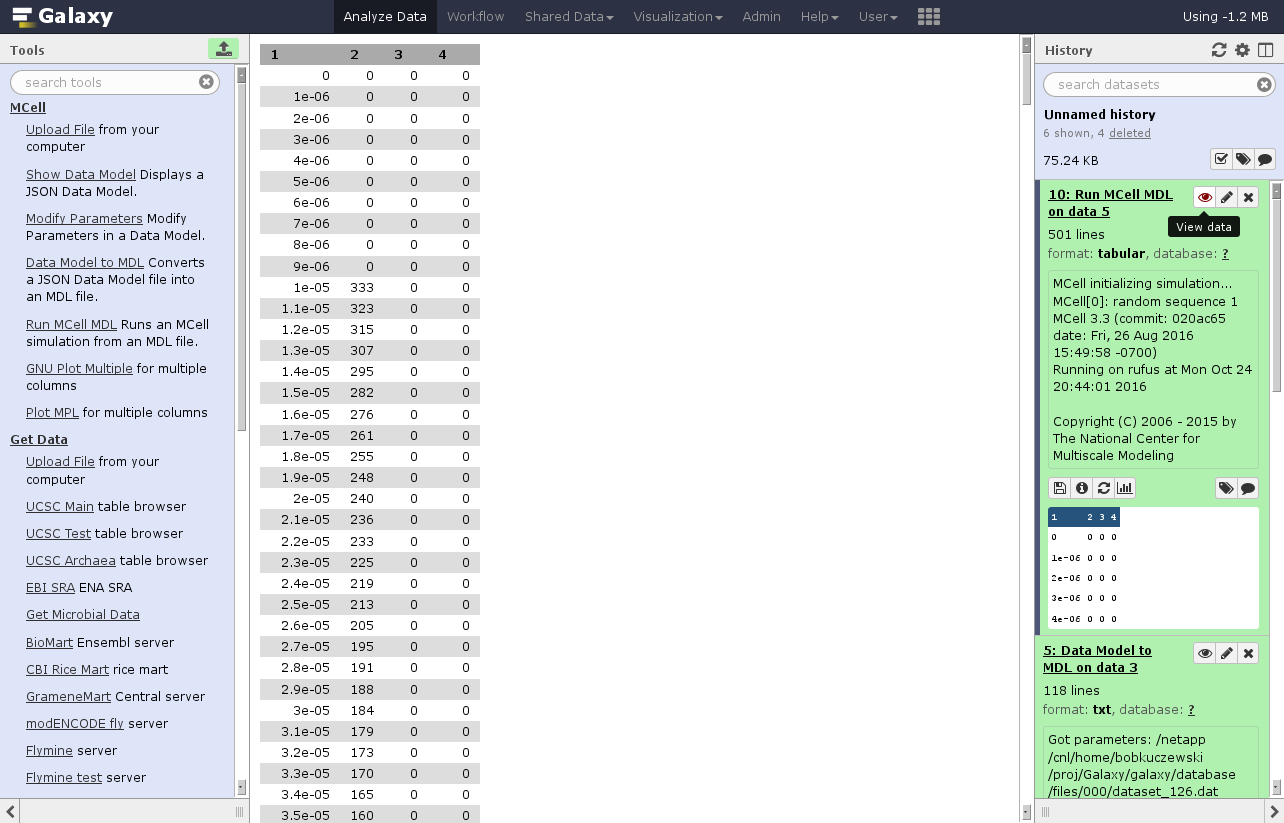 Galaxy
Analyze Data Workflow Shared Data Visualization Admin Help User
Using -1.2 MB
Tools
search tools
MCell
Upload File from your
computer
Show Data Model Displays a
JSON Data Model.
Modify Parameters Modify
Parameters in a Data Model.
Data Model to MDL Converts
a JSON Data Model file into
an MDL file.
Run MCell MDL Runs an MCell
simulation from an MDL file.
GNU Plot Multiple for multiple
columns
Plot MPL for multiple columns
Get Data
Upload File from your
computer
UCSC Main table browser
UCSC Test table browser
UCSC Archaea table browser
EBI SRA ENA SRA
Get Microbial Data
BioMart Ensembl server
CBI Rice Mart rice mart
GrameneMart Central server
modENCODE fly server
Flymine server
Flymine test server
1 2 3 4
0 0 0 0
1e-06 0 0 0
2e-06 0 0 0
3e-06 0 0 0
4e-06 0 0 0
5e-06 0 0 0
6e-06 0 0 0
7e-06 0 0 0
8e-06 0 0 0
9e-06 0 0 0
1e-05 333 0 0
1.1e-05 323 0 0
1.2e-05 315 0 0
1.3e-05 307 0 0
1.4e-05 295 0 0
1.5e-05 282 0 0
1.6e-05 276 0 0
1.7e-05 261 0 0
1.8e-05 255 0 0
1.9e-05 248 0 0
2e-05 240 0 0
2.1e-05 236 0 0
2.2e-05 233 0 0
2.3e-05 225 0 0
2.4e-05 219 0 0
2.5e-05 213 0 0
2.6e-05 205 0 0
2.7e-05 195 0 0
2.8e-05 191 0 0
2.9e-05 188 0 0
3e-05 184 0 0
3.1e-05 179 0 0
3.2e-05 173 0 0
3.3e-05 170 0 0
3.4e-05 165 0 0
3.5e-05 160 0 0
History
search datasets
Unnamed history
6 shown, 4 deleted
75.24 KB
10: Run MCell MDL
on data 5
View data
501 lines
format: tabular, database: ?
MCell initializing simulation...
MCell[0]: random sequence 1
MCell 3.3 (commit: 020ac65
date: Fri, 26 Aug 2016
15:49:58 -0700)
Running on rufus at Mon Oct 24
20:44:01 2016
Copyright (C) 2006 - 2015 by
The National Center for
Multiscale Modeling
1 2 3 4
0 0 0 0
1e-06 0 0 0
2e-06 0 0 0
3e-06 0 0 0
4e-06 0 0 0
5: Data Model to
MDL on data 3
118 lines
format: txt, database: ?
Got parameters: /netapp
/cnl/home/bobkuczewski
/proj/Galaxy/galaxy/database
/files/000/dataset_126.dat